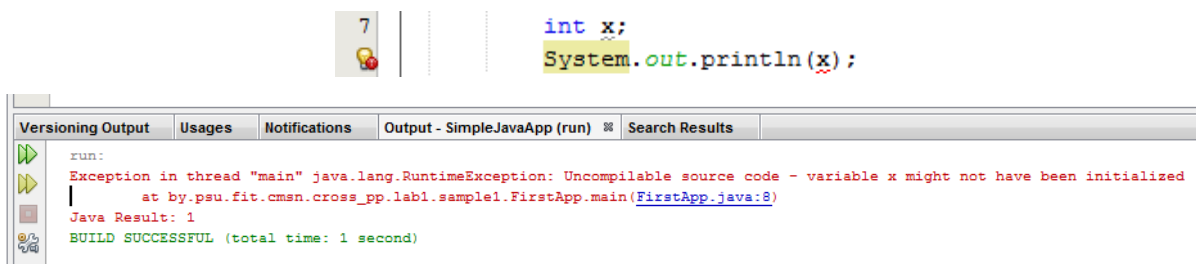 7 int x;
System.out.println(x);
Versioning Output Usages Notifications Output - SimpleJavaApp (run) Search Results
run:
Exception in thread "main" java.lang.RuntimeException: Uncompilable source code - variable x might not have been initialized
at by.psu.fit.cmsn.cross_pp.lab1.sample1.FirstApp.main(FirstApp.java:8)
Java Result: 1
BUILD SUCCESSFUL (total time: 1 second)